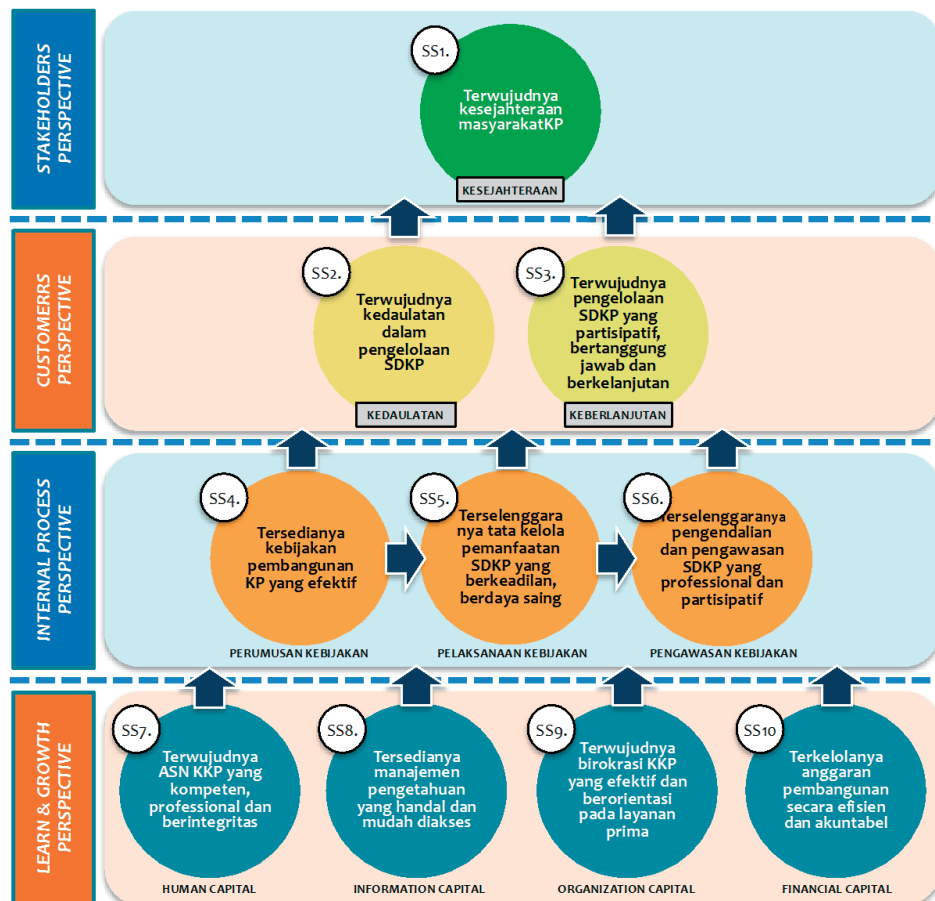 STAKEHOLDERS
PERSPECTIVE
SS1.
Terwujudnya
kesejahteraan
masyarakatKP
KESEJAHTERAAN
CUSTOMERRS
PERSPECTIVE
SS2.
Terwujudnya
kedaulatan
dalam
pengelolaan
SDKP
KEDAULATAN
SS3.
Terwujudnya
pengelolaan
SDKP yang
partisipatif,
bertanggung
jawab dan
berkelanjutan
KEBERLANJUTAN
INTERNAL PROCESS
PERSPECTIVE
SS4.
Tersedianya
kebijakan
pembangunan
KP yang efektif
PERUMUSAN KEBIJAKAN
SS5.
Terselenggara
nya tata kelola
pemanfaatan
SDKP yang
berkeadilan,
berdaya saing
PELAKSANAAN KEBIJAKAN
SS6.
Terselenggaranya
pengendalian
dan pengawasan
SDKP yang
professional dan
partisipatif
PENGAWASAN KEBIJAKAN
LEARN & GROWTH
PERSPECTIVE
SS7.
Terwujudnya
ASN KKP yang
kompeten,
professional dan
berintegritas
HUMAN CAPITAL
SS8.
Tersedianya
manajemen
pengetahuan
yang handal dan
mudah diakses
INFORMATION CAPITAL
SS9.
Terwujudnya
birokrasi KKP
yang efektif dan
berorientasi
pada layanan
prima
ORGANIZATION CAPITAL
SS10
Terkelolanya
anggaran
pembangunan
secara efisien
dan akuntabel
FINANCIAL CAPITAL